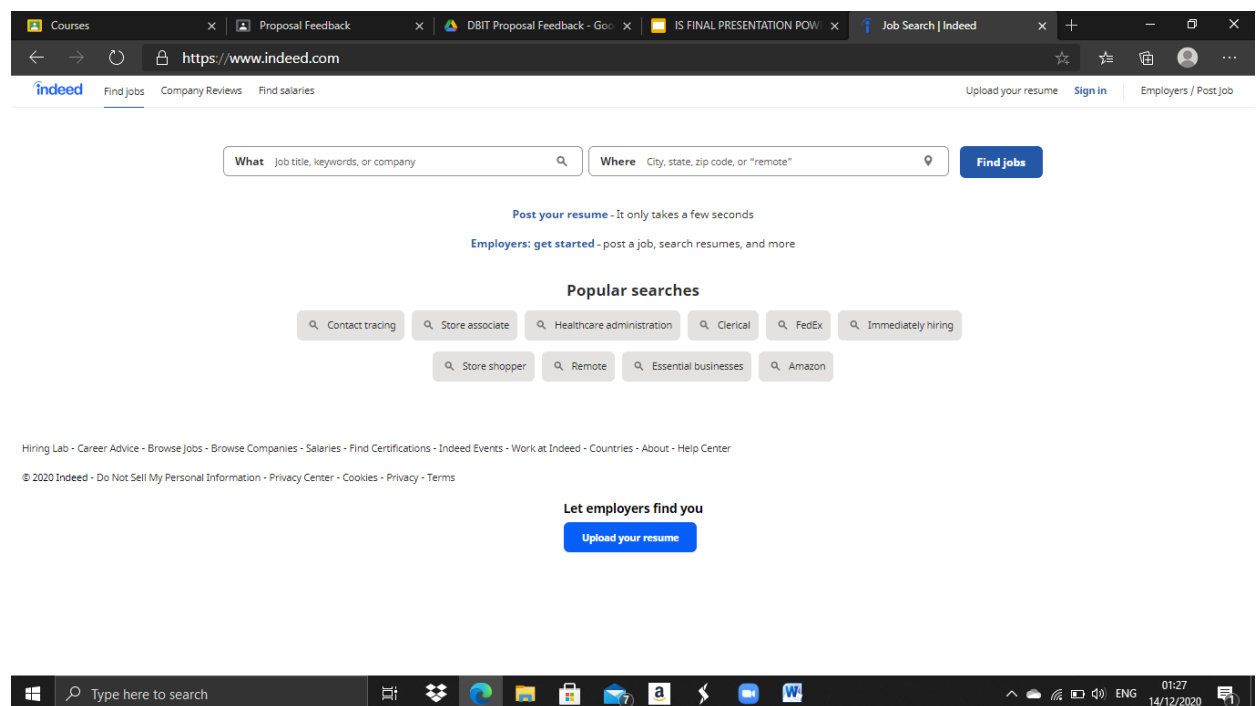 Courses Proposal Feedback DBIT Proposal Feedback - Goo IS FINAL PRESENTATION POW Job Search | Indeed
https://www.indeed.com
indeed Find jobs Company Reviews Find salaries Upload your resume Sign in Employers / Post Job
What Job title, keywords, or company Where City, state, zip code, or "remote" Find jobs
Post your resume - It only takes a few seconds
Employers: get started - post a job, search resumes, and more
Popular searches
Contact tracing Store associate Healthcare administration Clerical FedEx Immediately hiring
Store shopper Remote Essential businesses Amazon
Hiring Lab - Career Advice - Browse Jobs - Browse Companies - Salaries - Find Certifications - Indeed Events - Work at Indeed - Countries - About - Help Center
© 2020 Indeed - Do Not Sell My Personal Information - Privacy Center - Cookies - Privacy - Terms
Let employers find you
Upload your resume
Type here to search 7 a W ENG 01:27
14/12/2020 1